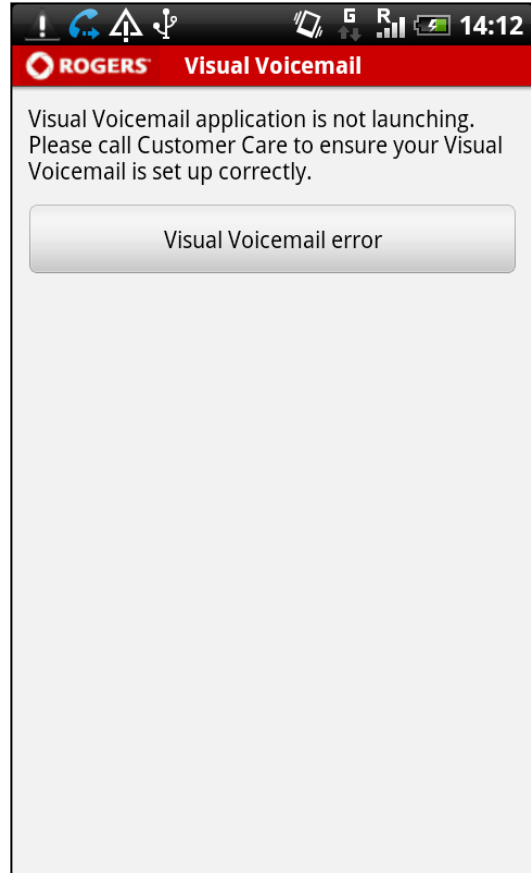 G R 14:12
ROGERS Visual Voicemail
Visual Voicemail application is not launching.
Please call Customer Care to ensure your Visual
Voicemail is set up correctly.
Visual Voicemail error